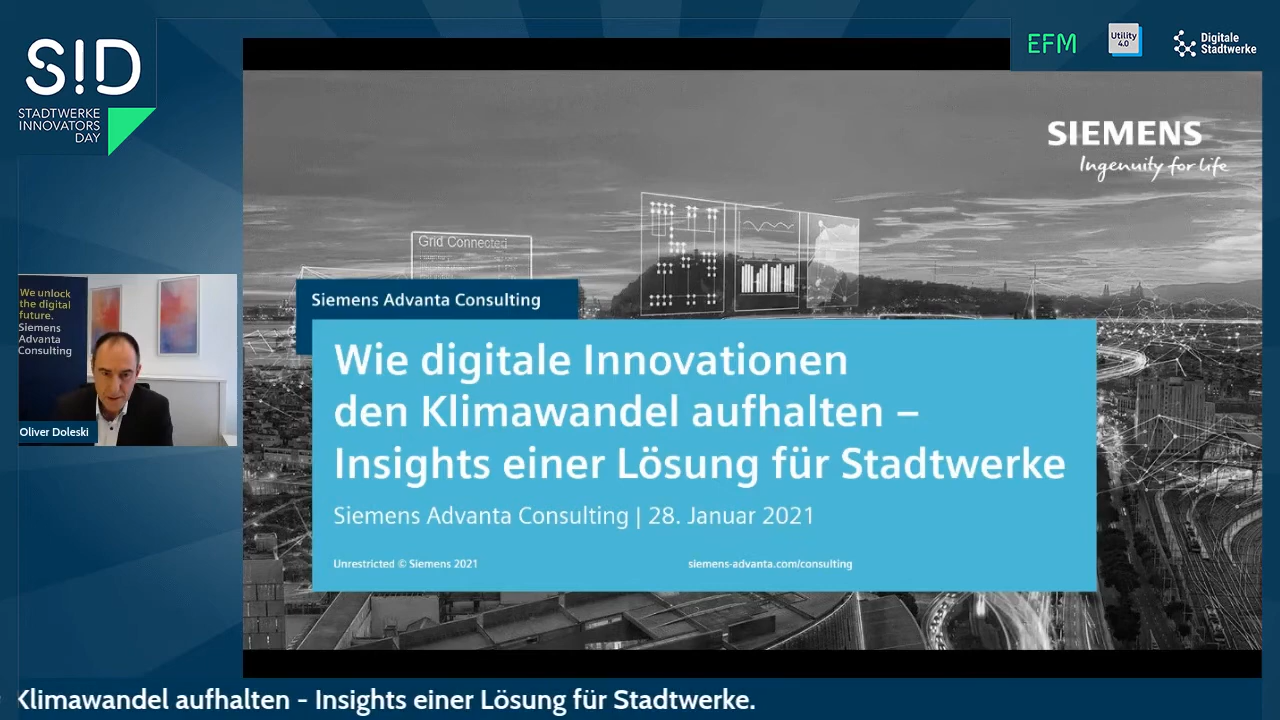 S!D
STADTWERKE
INNOVATORS
DAY
EFM
Utility
4.0
Digitale
Stadtwerke
SIEMENS
Ingenuity for life
Grid Connected
We unlock
the digital
future.
Siemens
Advanta
Consulting
Oliver Doleski
Siemens Advanta Consulting
Wie digitale Innovationen
den Klimawandel aufhalten –
Insights einer Lösung für Stadtwerke
Siemens Advanta Consulting | 28. Januar 2021
Unrestricted © Siemens 2021
siemens-advanta.com/consulting
Klimawandel aufhalten - Insights einer Lösung für Stadtwerke.